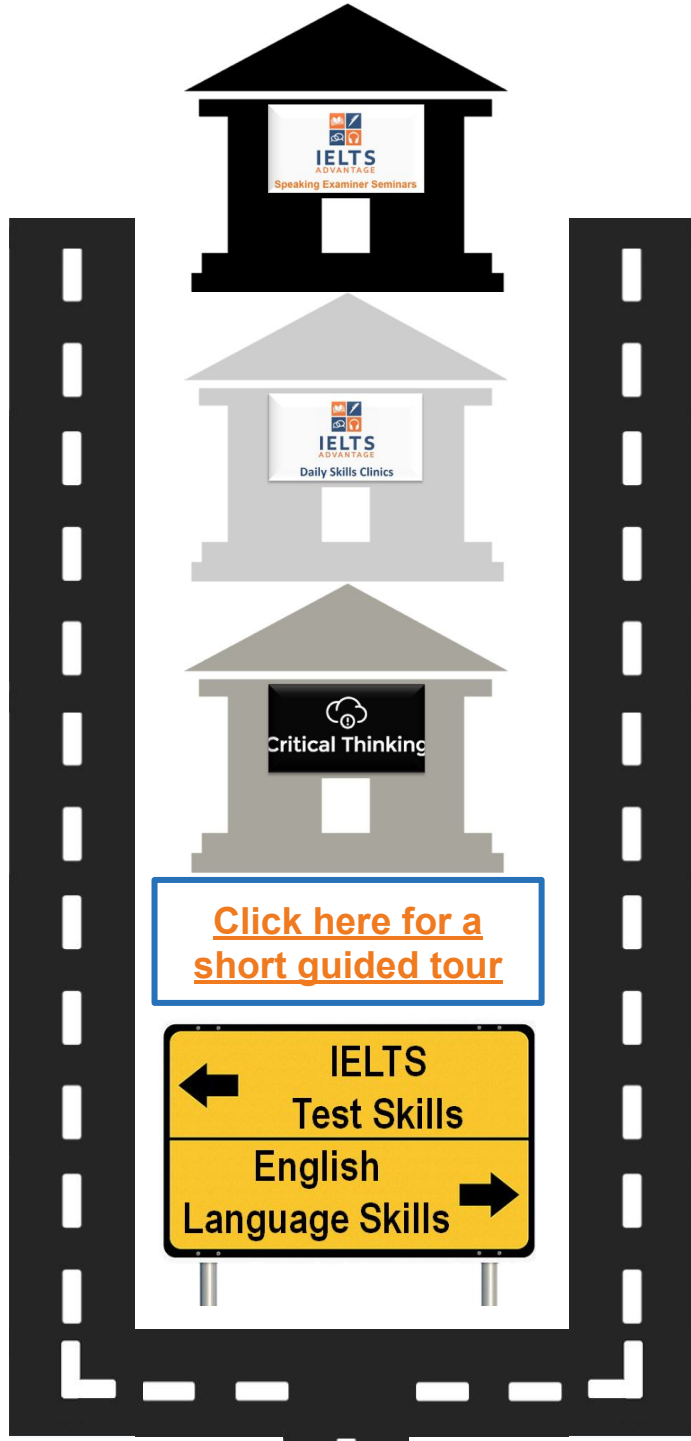 IELTS
ADVANTAGE
Speaking Examiner Seminars
IELTS
ADVANTAGE
Daily Skills Clinics
Critical Thinking
Click here for a
short guided tour
IELTS
Test Skills
English
Language Skills